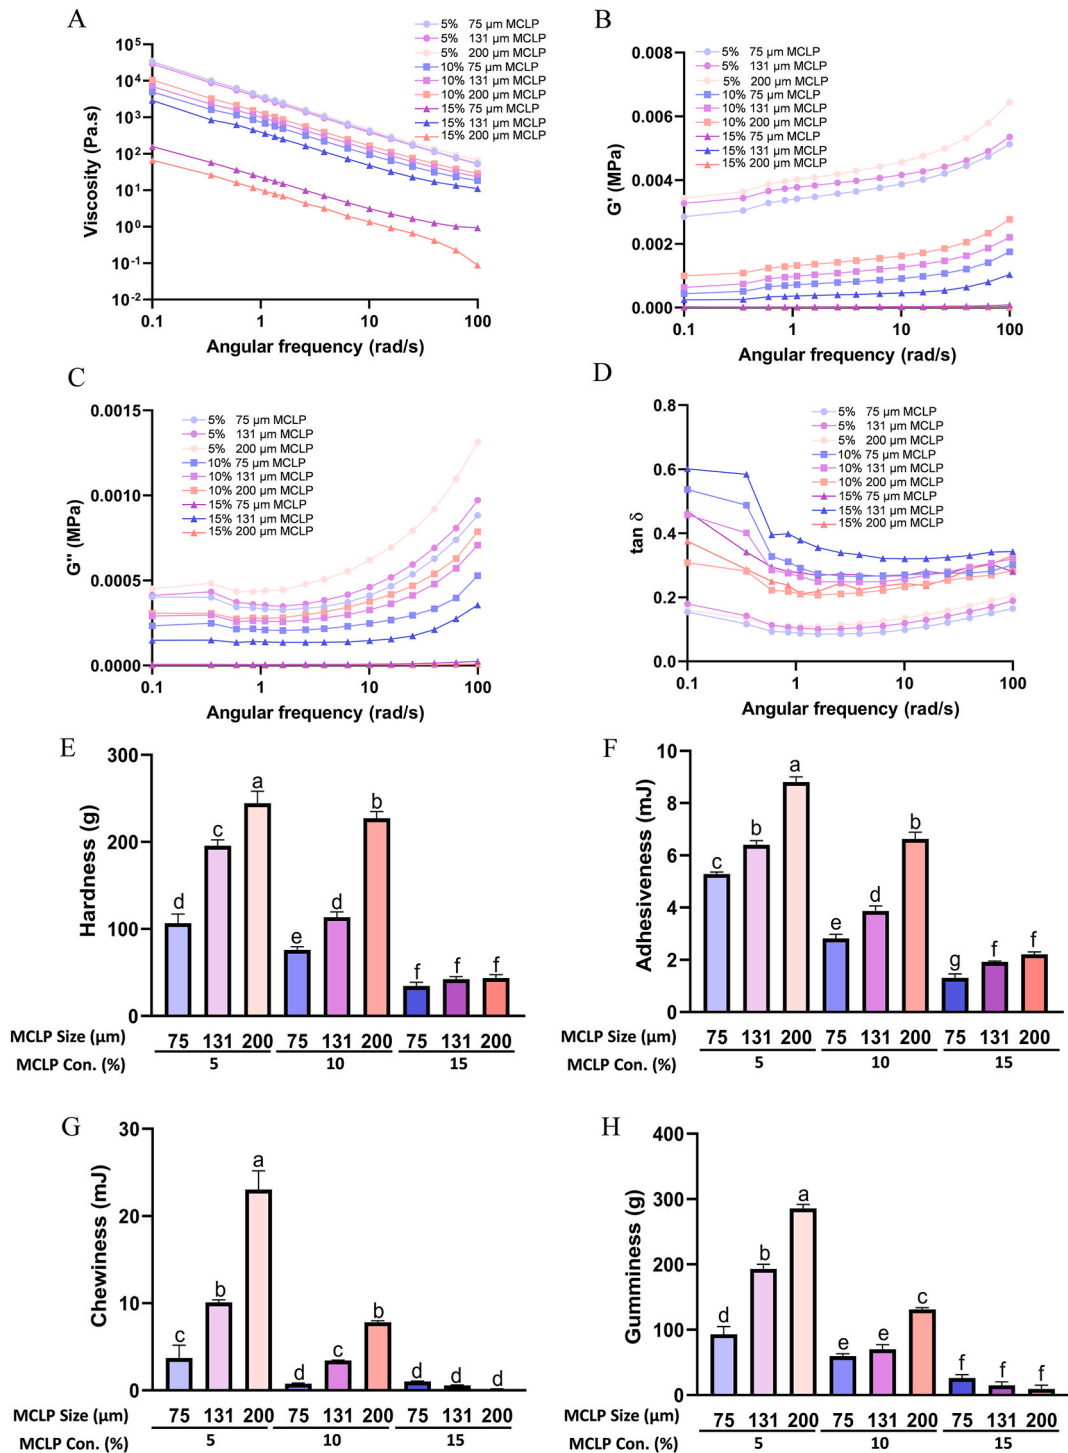 A
5% 75 μm MCLP
5% 131 μm MCLP
5% 200 μm MCLP
10% 75 μm MCLP
10% 131 μm MCLP
10% 200 μm MCLP
15% 75 μm MCLP
15% 131 μm MCLP
15% 200 μm MCLP
10⁵
10⁴
10³
10²
10¹
10⁰
10⁻¹
10⁻²
Viscosity (Pa.s)
0.1 1 10 100
Angular frequency (rad/s)
B
5% 75 μm MCLP
5% 131 μm MCLP
5% 200 μm MCLP
10% 75 μm MCLP
10% 131 μm MCLP
10% 200 μm MCLP
15% 75 μm MCLP
15% 131 μm MCLP
15% 200 μm MCLP
0.008
0.006
0.004
0.002
0.000
G' (MPa)
0.1 1 10 100
Angular frequency (rad/s)
C
5% 75 μm MCLP
5% 131 μm MCLP
5% 200 μm MCLP
10% 75 μm MCLP
10% 131 μm MCLP
10% 200 μm MCLP
15% 75 μm MCLP
15% 131 μm MCLP
15% 200 μm MCLP
0.0015
0.0010
0.0005
0.0000
G" (MPa)
0.1 1 10 100
Angular frequency (rad/s)
D
5% 75 μm MCLP
5% 131 μm MCLP
5% 200 μm MCLP
10% 75 μm MCLP
10% 131 μm MCLP
10% 200 μm MCLP
15% 75 μm MCLP
15% 131 μm MCLP
15% 200 μm MCLP
0.8
0.6
0.4
0.2
0.0
tan δ
0.1 1 10 100
Angular frequency (rad/s)
E
300
200
100
0
Hardness (g)
d c a e d b f f f
MCLP Size (μm) 75 131 200 75 131 200 75 131 200
MCLP Con. (%) 5 10 15
F
10
8
6
4
2
0
Adhesiveness (mJ)
c b a e d b g f f
MCLP Size (μm) 75 131 200 75 131 200 75 131 200
MCLP Con. (%) 5 10 15
G
30
20
10
0
Chewiness (mJ)
c b a d c b d d d
MCLP Size (μm) 75 131 200 75 131 200 75 131 200
MCLP Con. (%) 5 10 15
H
400
300
200
100
0
Gumminess (g)
d b a e e c f f f
MCLP Size (μm) 75 131 200 75 131 200 75 131 200
MCLP Con. (%) 5 10 15